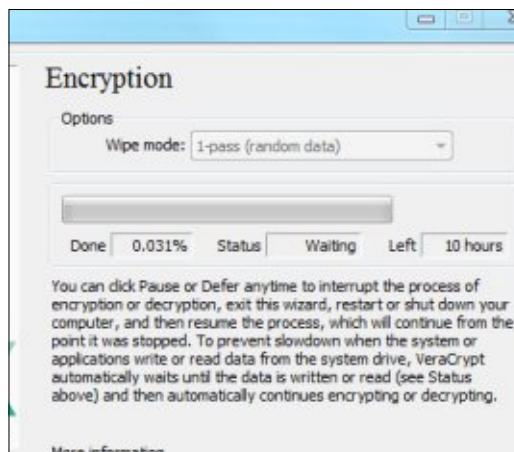 Encryption
Options
Wipe mode: 1-pass (random data)
Done 0.031% Status Waiting Left 10 hours
You can click Pause or Defer anytime to interrupt the process of
encryption or decryption, exit this wizard, restart or shut down your
computer, and then resume the process, which will continue from the
point it was stopped. To prevent slowdown when the system or
applications write or read data from the system drive, VeraCrypt
automatically waits until the data is written or read (see Status
above) and then automatically continues encrypting or decrypting.
More information